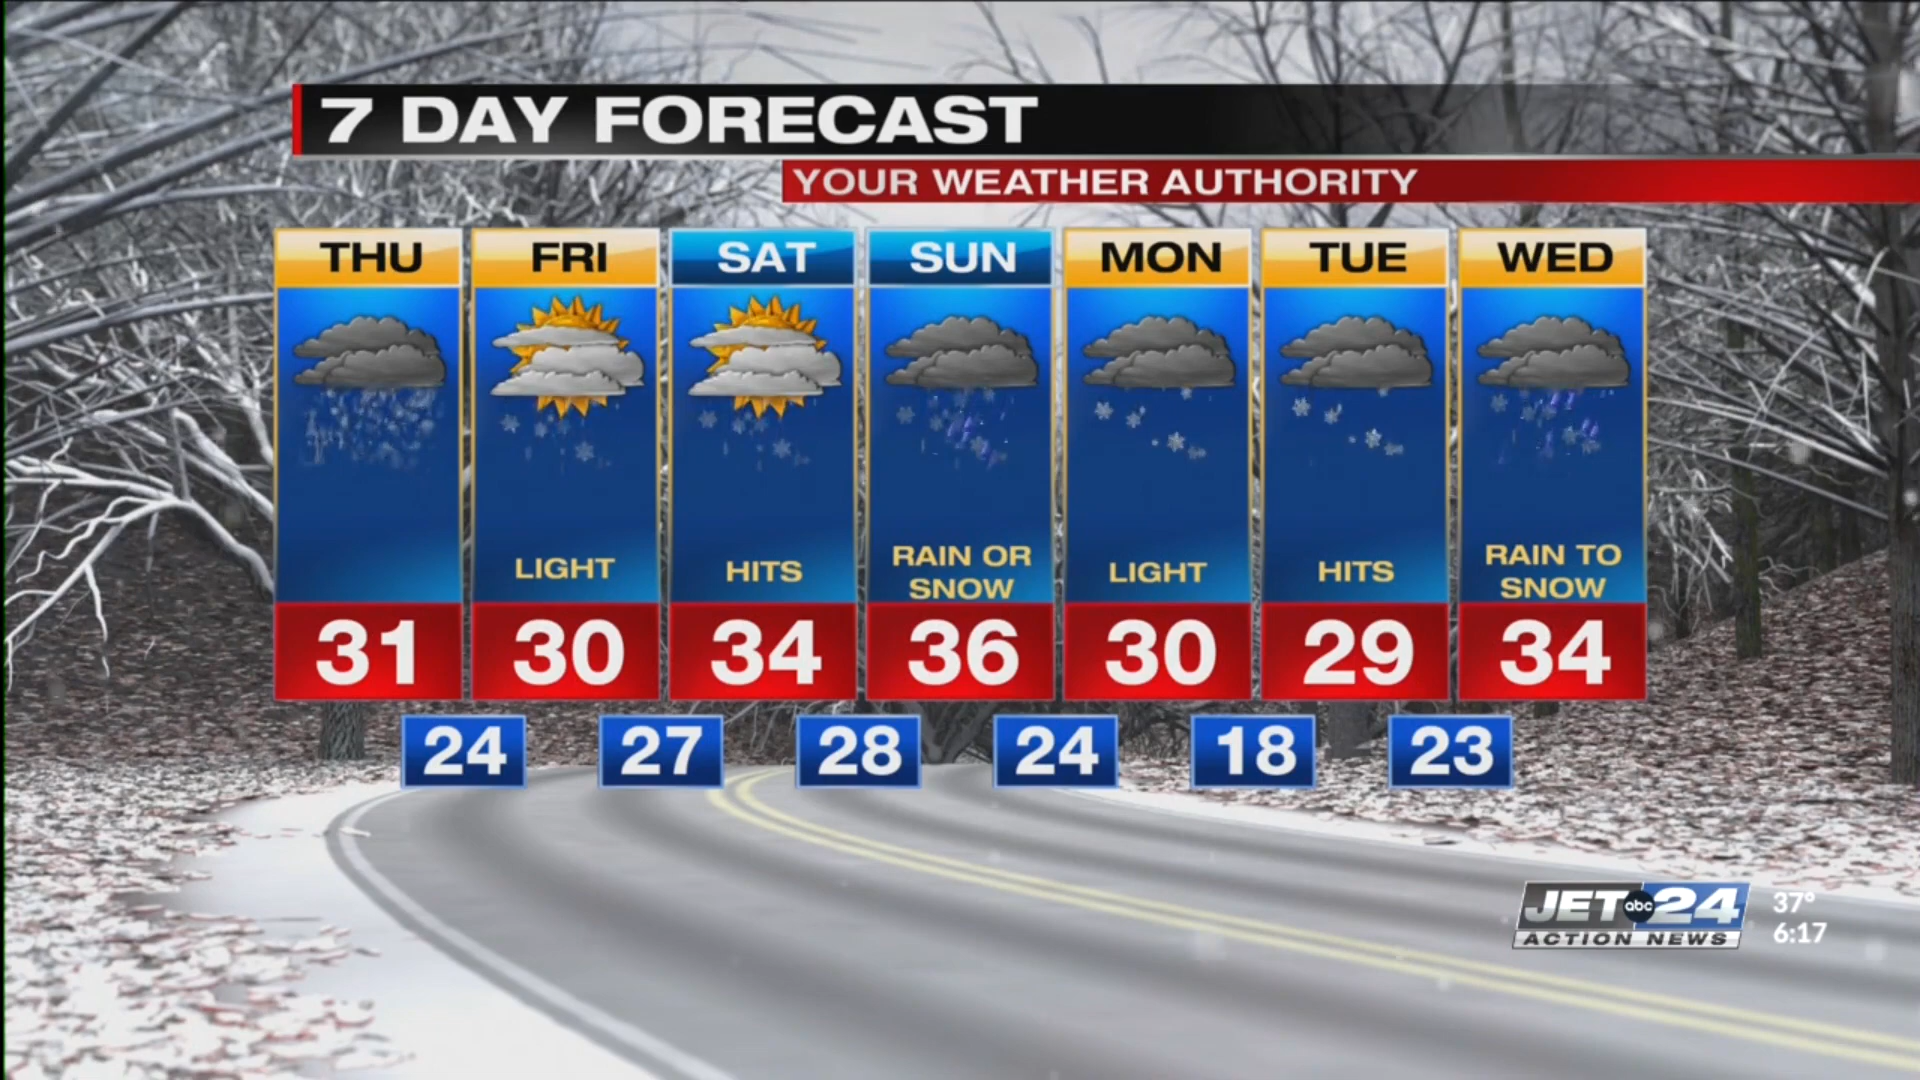 7 DAY FORECAST
YOUR WEATHER AUTHORITY
THU FRI SAT SUN MON TUE WED
LIGHT HITS RAIN OR SNOW LIGHT HITS RAIN TO SNOW
31 30 34 36 30 29 34
24 27 28 24 18 23
JET abc 24 37°
ACTION NEWS 6:17